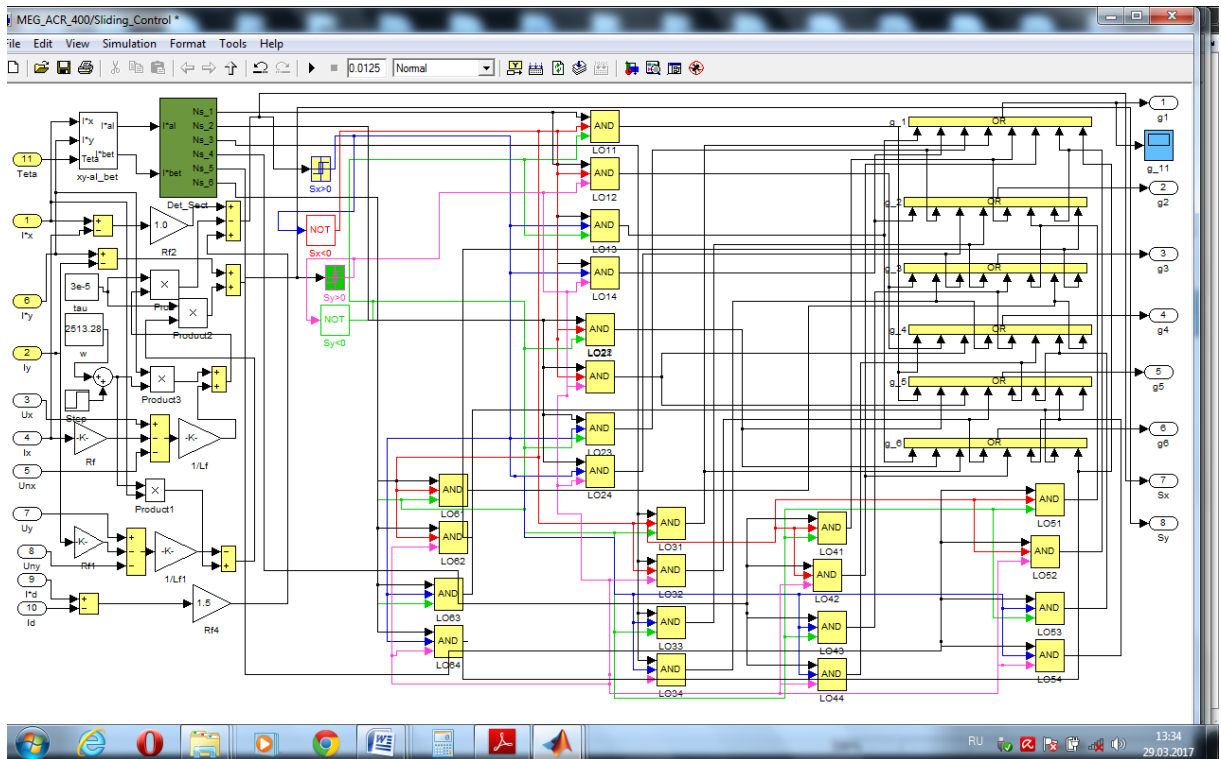 MEG_ACR_400/Sliding_Control *
File Edit View Simulation Format Tools Help
0.0125 Normal
11
Teta
1
I*x
6
I*y
2
Iy
3
Ux
4
Ix
5
Unx
7
Uy
8
Uny
9
I*d
10
Id
I*x
I*y
Teta
I*al
I*bet
xy-al_bet
I*al
I*bet
Ns_1
Ns_2
Ns_3
Ns_4
Ns_5
Ns_6
Det_Sect
1.0
Rf2
3e-5
tau
2513.28
w
Step
Product2
Product3
-K-
Rf
-K-
1/Lf
Product1
-K-
Rf1
-K-
1/Lf1
1.5
Rf4
Sx>0
NOT
Sx<0
Sy>0
NOT
Sy<0
AND
LO11
AND
LO12
AND
LO13
AND
LO14
AND
AND
AND
LO23
AND
LO24
AND
LO61
AND
LO62
AND
LO63
AND
LO64
AND
LO31
AND
LO32
AND
LO33
AND
LO34
AND
LO41
AND
LO42
AND
LO43
AND
LO44
AND
LO51
AND
LO52
AND
LO53
AND
LO54
g_1
OR
g_2
OR
g_3
OR
g_4
OR
g_5
OR
g_6
OR
1
g1
g_11
2
g2
3
g3
4
g4
5
g5
6
g6
7
Sx
8
Sy
RU
13:34
29.03.2017